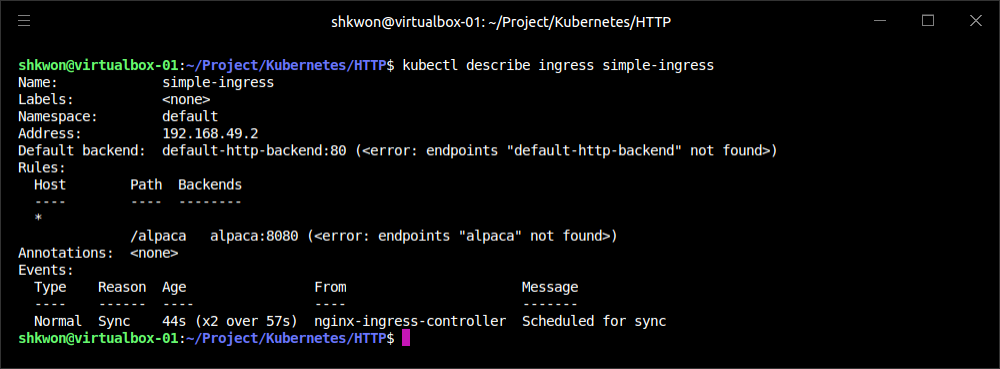 shkwon@virtualbox-01: ~/Project/Kubernetes/HTTP
shkwon@virtualbox-01:~/Project/Kubernetes/HTTP$ kubectl describe ingress simple-ingress
Name:             simple-ingress
Labels:           <none>
Namespace:        default
Address:          192.168.49.2
Default backend:  default-http-backend:80 (<error: endpoints "default-http-backend" not found>)
Rules:
  Host        Path  Backends
  ----        ----  --------
  *
              /alpaca   alpaca:8080 (<error: endpoints "alpaca" not found>)
Annotations:  <none>
Events:
  Type    Reason  Age                From                      Message
  ----    ------  ----               ----                      -------
  Normal  Sync    44s (x2 over 57s)  nginx-ingress-controller  Scheduled for sync
shkwon@virtualbox-01:~/Project/Kubernetes/HTTP$